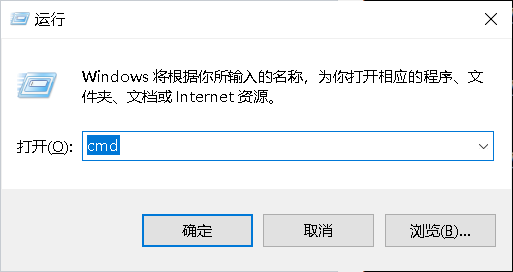 运行
Windows 将根据你所输入的名称，为你打开相应的程序、文
件夹、文档或 Internet 资源。
打开(O): cmd
确定 取消 浏览(B)...